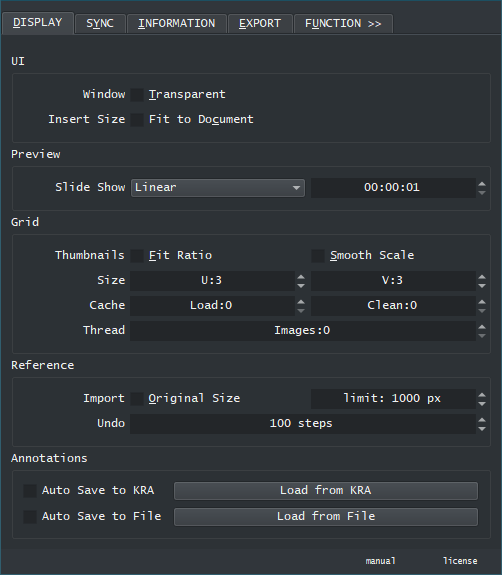 DISPLAY SYNC INFORMATION EXPORT FUNCTION >>
UI
Window Transparent
Insert Size Fit to Document
Preview
Slide Show Linear 00:00:01
Grid
Thumbnails Fit Ratio Smooth Scale
Size U:3 V:3
Cache Load:0 Clean:0
Thread Images:0
Reference
Import Original Size limit: 1000 px
Undo 100 steps
Annotations
Auto Save to KRA Load from KRA
Auto Save to File Load from File
manual license